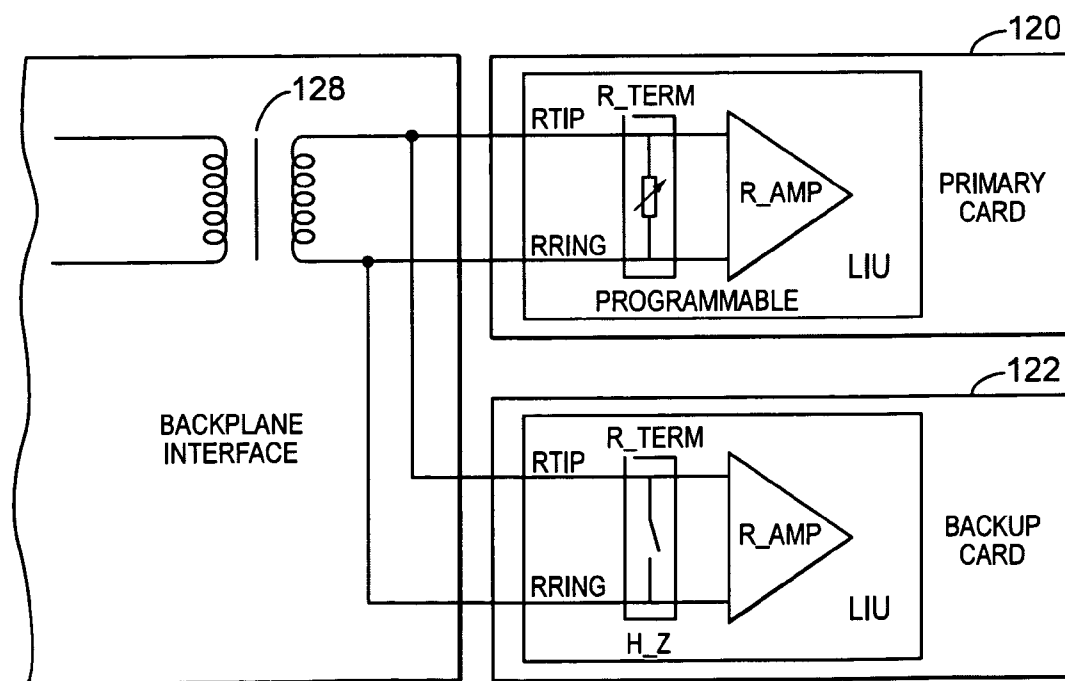 120
128
R_TERM
RTIP
R_AMP
PRIMARY
CARD
RRING
LIU
PROGRAMMABLE
122
BACKPLANE
INTERFACE
R_TERM
RTIP
R_AMP
BACKUP
CARD
RRING
LIU
H_Z